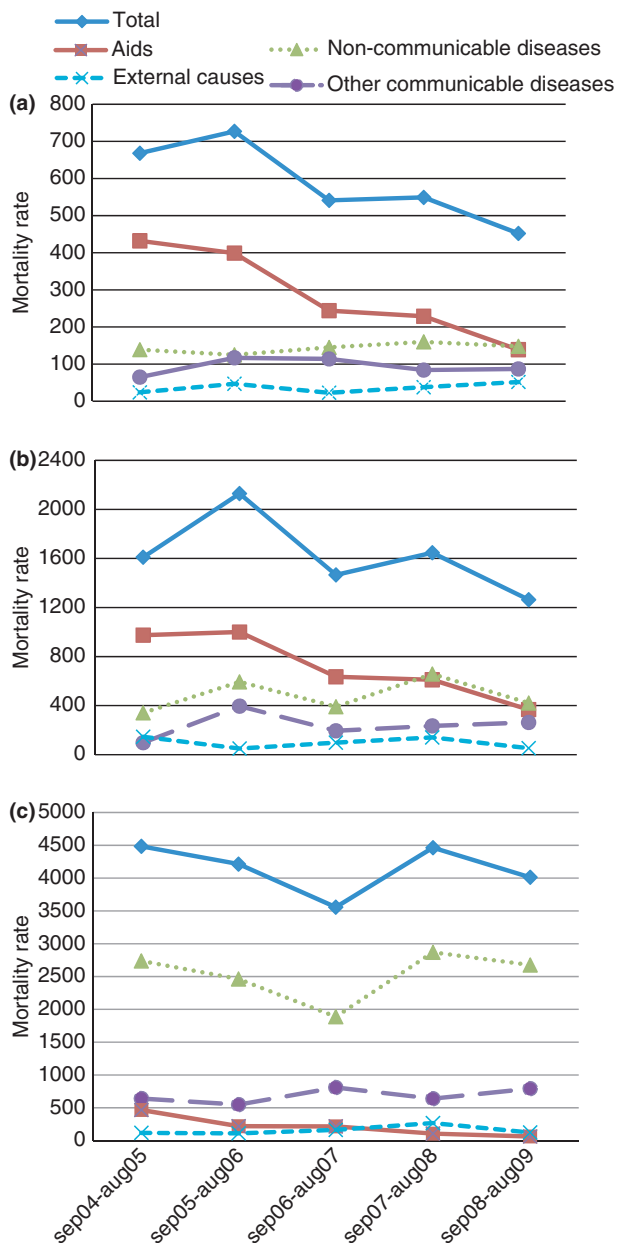 Total
Aids
Non-communicable diseases
External causes
Other communicable diseases
(a)
800
700
600
500
400
300
200
100
0
Mortality rate
(b)
2400
2000
1600
1200
800
400
0
Mortality rate
(c)
5000
4500
4000
3500
3000
2500
2000
1500
1000
500
0
Mortality rate
sep04-aug05
sep05-aug06
sep06-aug07
sep07-aug08
sep08-aug09